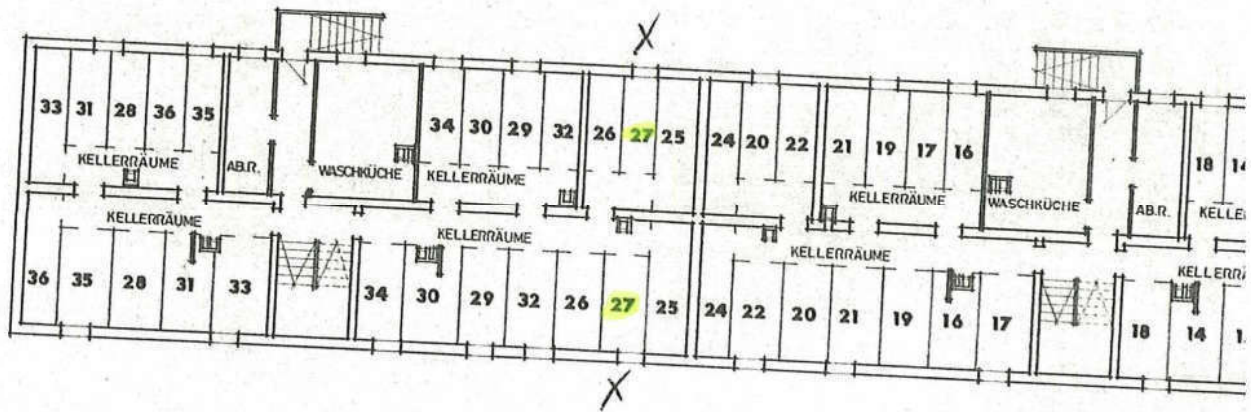 X
33 31 28 36 35 34 30 29 32 26 27 25 24 20 22 21 19 17 16 18
KELLERRÄUME AB.R. WASCHKÜCHE KELLERRÄUME KELLERRÄUME WASCHKÜCHE AB.R.
KELLERRÄUME KELLERRÄUME KELLERRÄUME
36 35 28 31 33 34 30 29 32 26 27 25 24 22 20 21 19 16 17 18 14
X